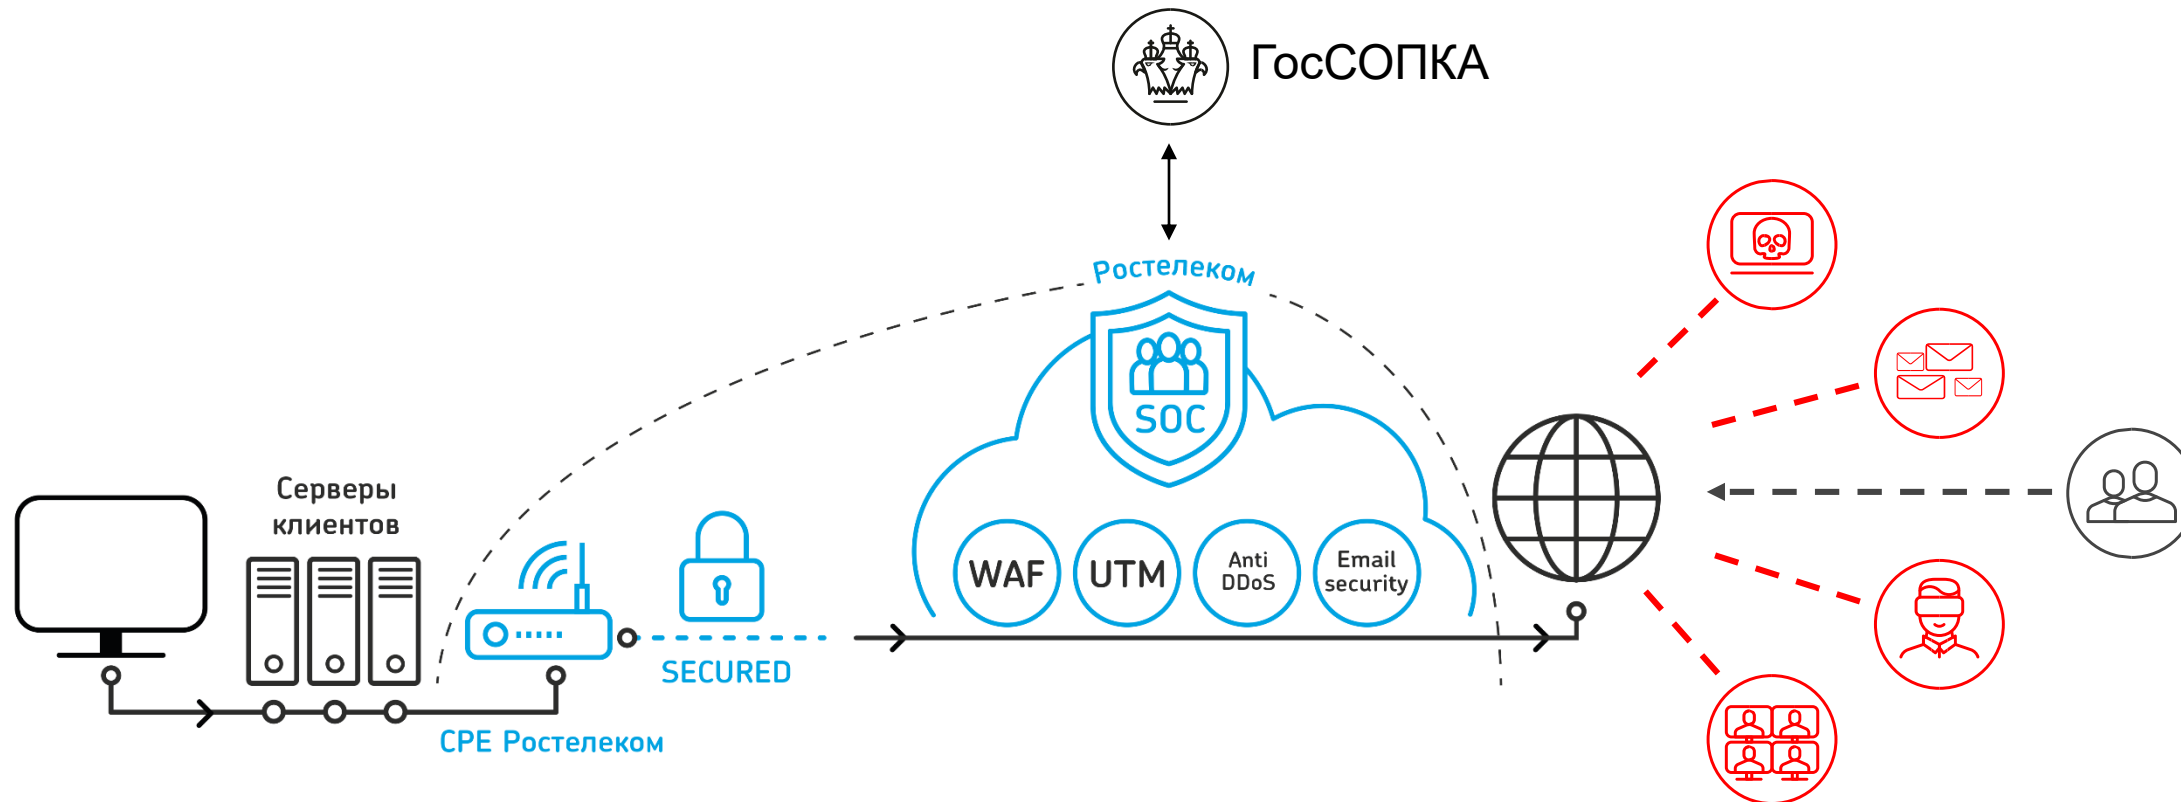 ГосСОПКА
Ростелеком
SOC
Серверы
клиентов
WAF
UTM
Anti
DDoS
Email
security
SECURED
CPE Ростелеком